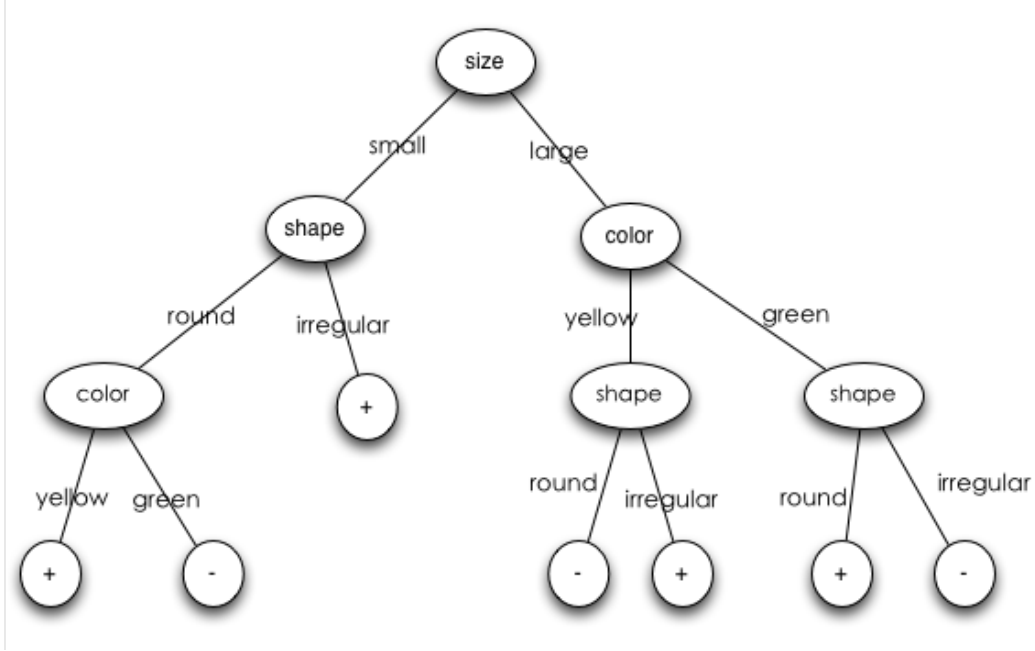 size
small
large
shape
color
round
irregular
yellow
green
color
+
shape
shape
yellow
green
round
irregular
round
irregular
+
-
-
+
+
-